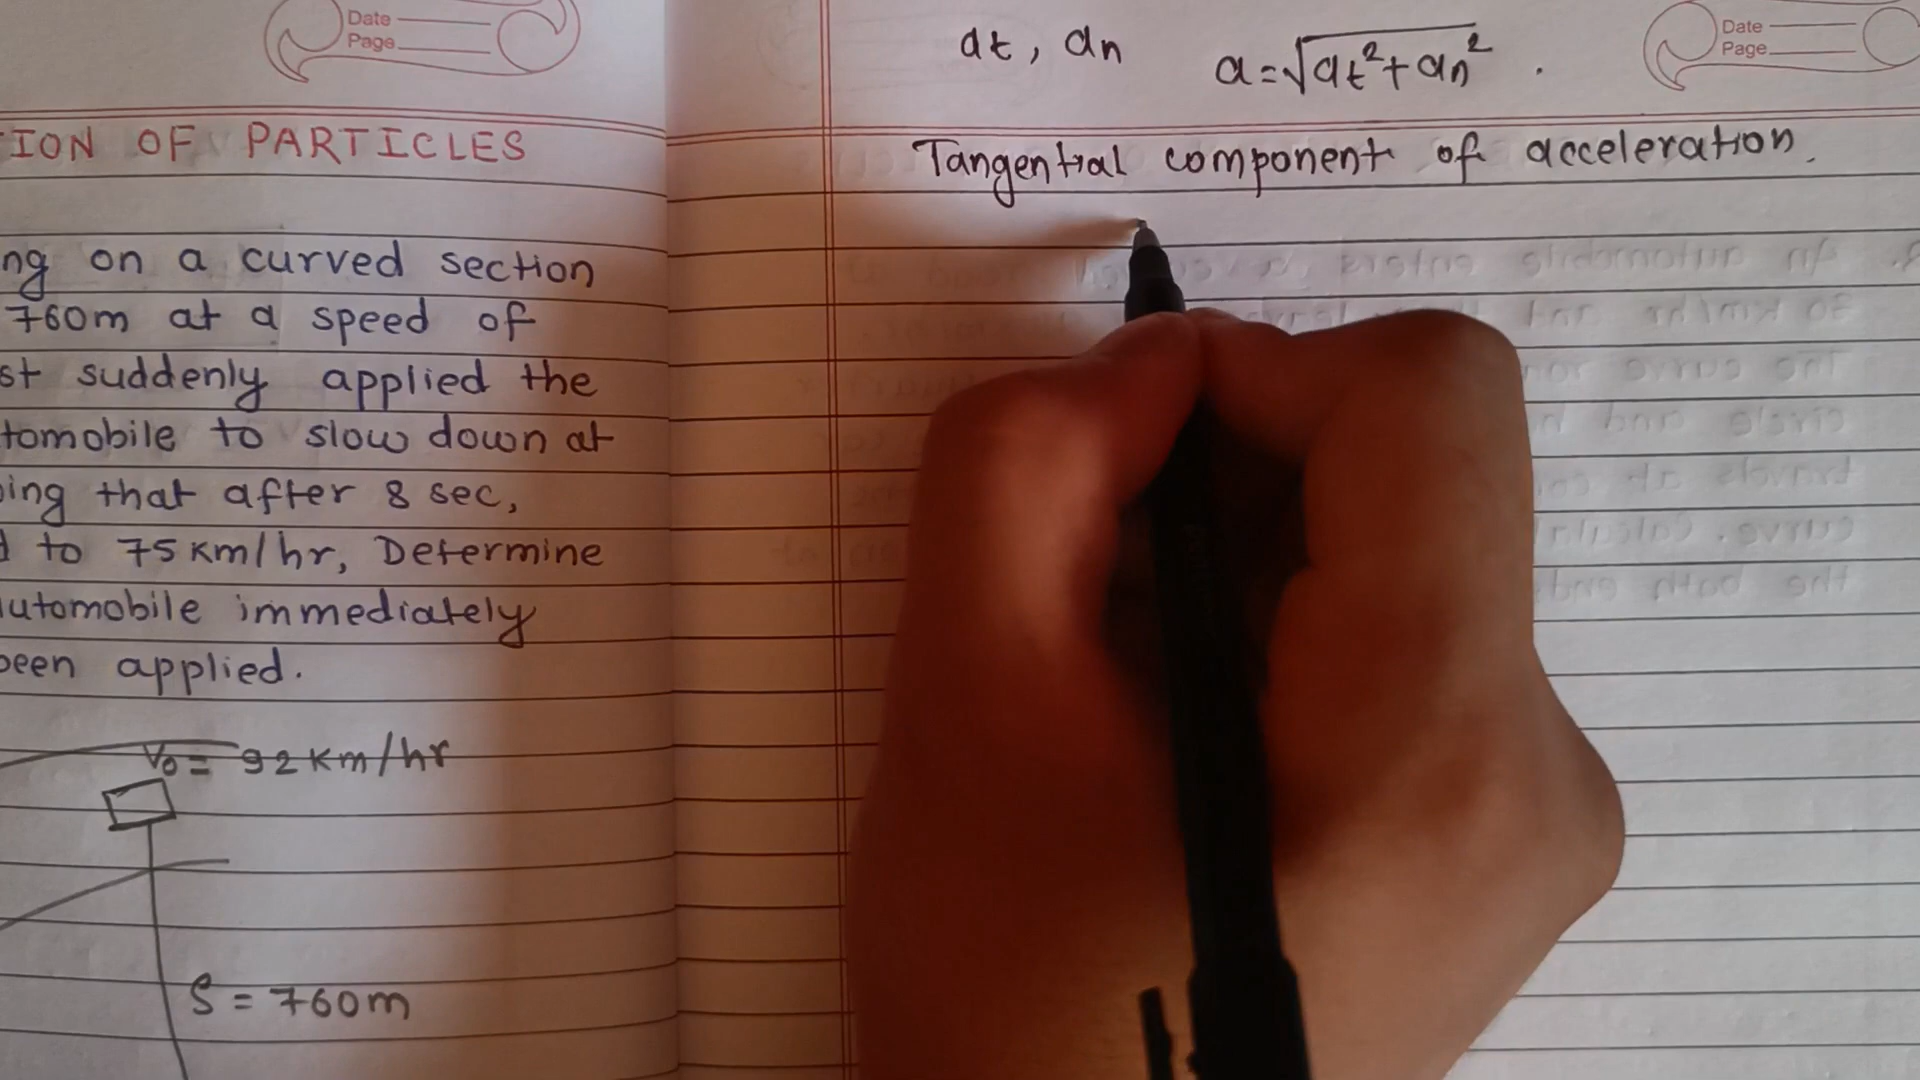 Date
Page
ION OF PARTICLES
ng on a curved section
760m at a speed of
st suddenly applied the
tomobile to slow down at
ing that after 8 sec,
to 75 km/hr, Determine
automobile immediately
been applied.
v₀ = 92 km/hr
S = 760m
at, an a=√at²+an² .
Date
Page
Tangential component of acceleration.